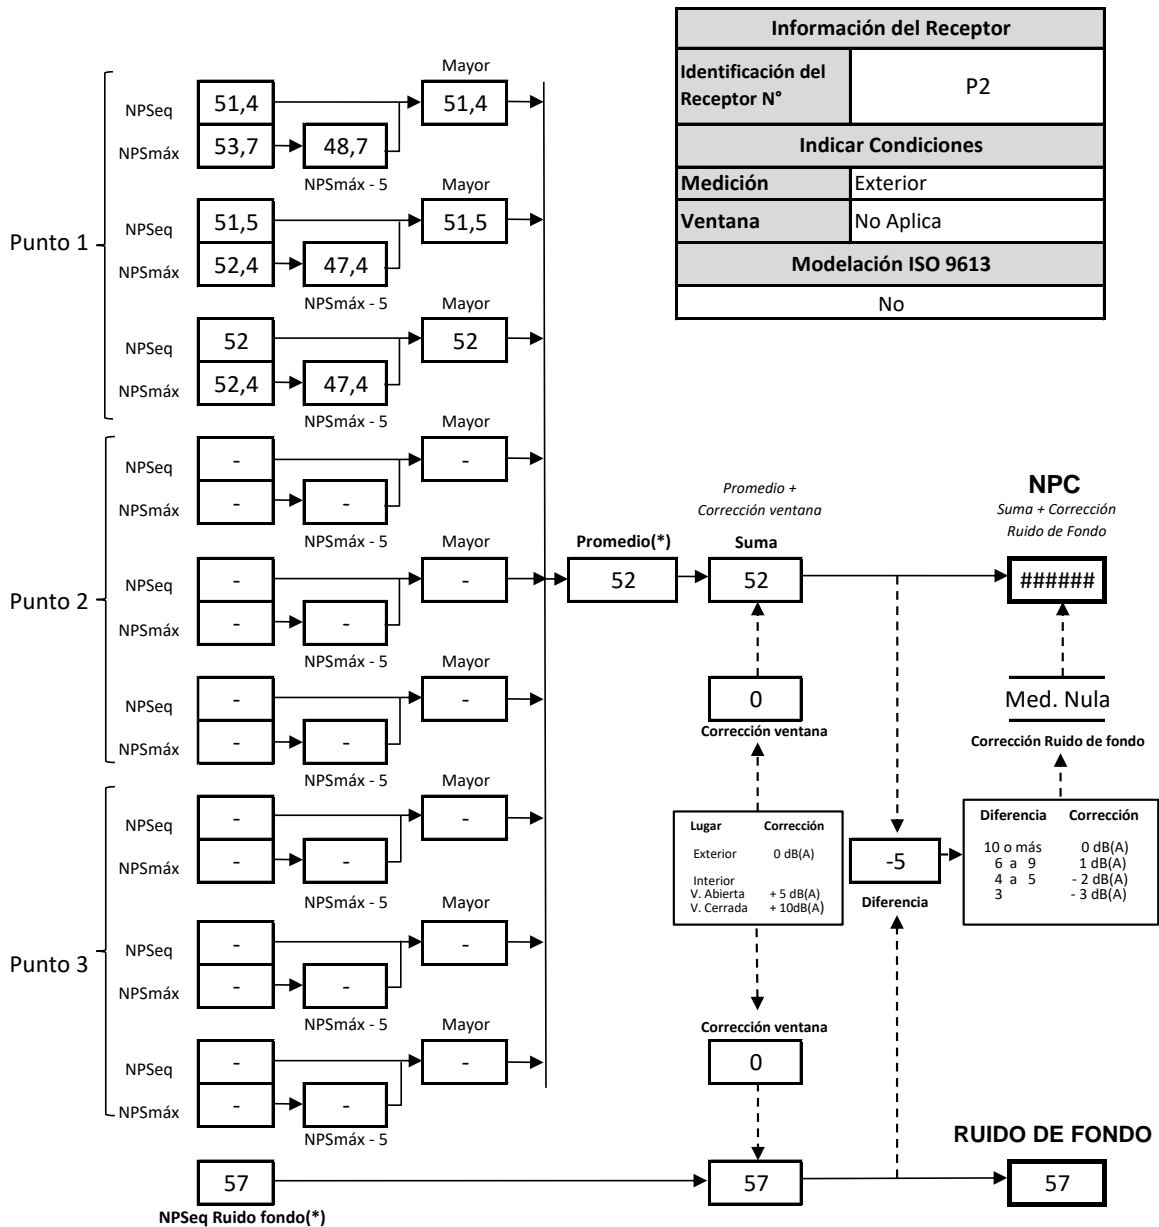 Información del Receptor
Identificación del
Receptor N°
P2
Indicar Condiciones
Medición
Exterior
Ventana
No Aplica
Modelación ISO 9613
No
Punto 1
Mayor
NPSeq
51,4
51,4
NPSmáx
53,7
48,7
NPSmáx - 5
Mayor
NPSeq
51,5
51,5
NPSmáx
52,4
47,4
NPSmáx - 5
Mayor
NPSeq
52
52
NPSmáx
52,4
47,4
NPSmáx - 5
Punto 2
Mayor
NPSeq
-
-
NPSmáx
-
-
NPSmáx - 5
Mayor
NPSeq
-
-
NPSmáx
-
-
NPSmáx - 5
Mayor
NPSeq
-
-
NPSmáx
-
-
NPSmáx - 5
Punto 3
Mayor
NPSeq
-
-
NPSmáx
-
-
NPSmáx - 5
Mayor
NPSeq
-
-
NPSmáx
-
-
NPSmáx - 5
Mayor
NPSeq
-
-
NPSmáx
-
-
NPSmáx - 5
57
NPSeq Ruido fondo(*)
Promedio(*)
52
Promedio +
Corrección ventana
Suma
52
0
Corrección ventana
Lugar Corrección
Exterior 0 dB(A)
Interior
V. Abierta + 5 dB(A)
V. Cerrada + 10dB(A)
Corrección ventana
0
57
-5
Diferencia
NPC
Suma + Corrección
Ruido de Fondo
######
Med. Nula
Corrección Ruido de fondo
Diferencia Corrección
10 o más 0 dB(A)
6 a 9 1 dB(A)
4 a 5 - 2 dB(A)
3 - 3 dB(A)
RUIDO DE FONDO
57